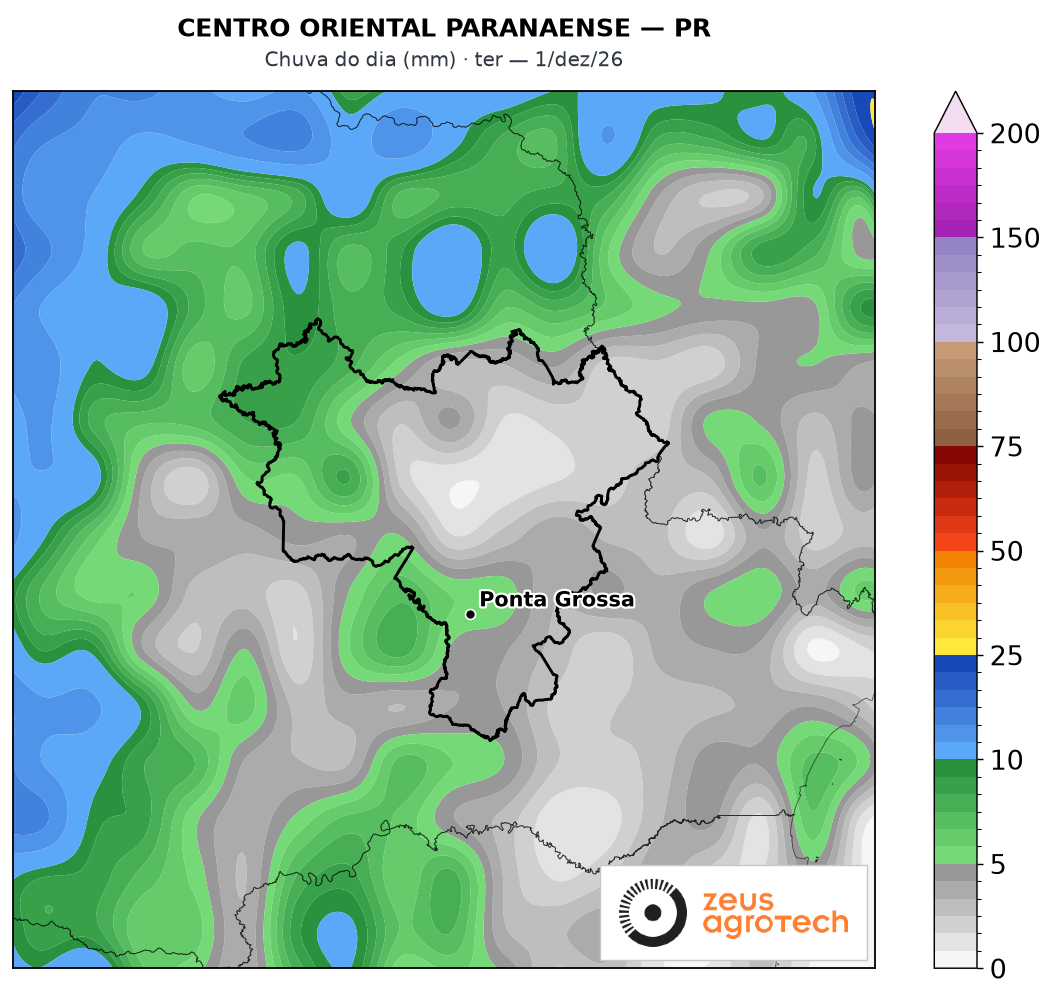 CENTRO ORIENTAL PARANAENSE — PR
Chuva do dia (mm) · ter — 1/dez/26
200
150
100
75
50
25
10
5
0
Ponta Grossa
zeus
agrotech